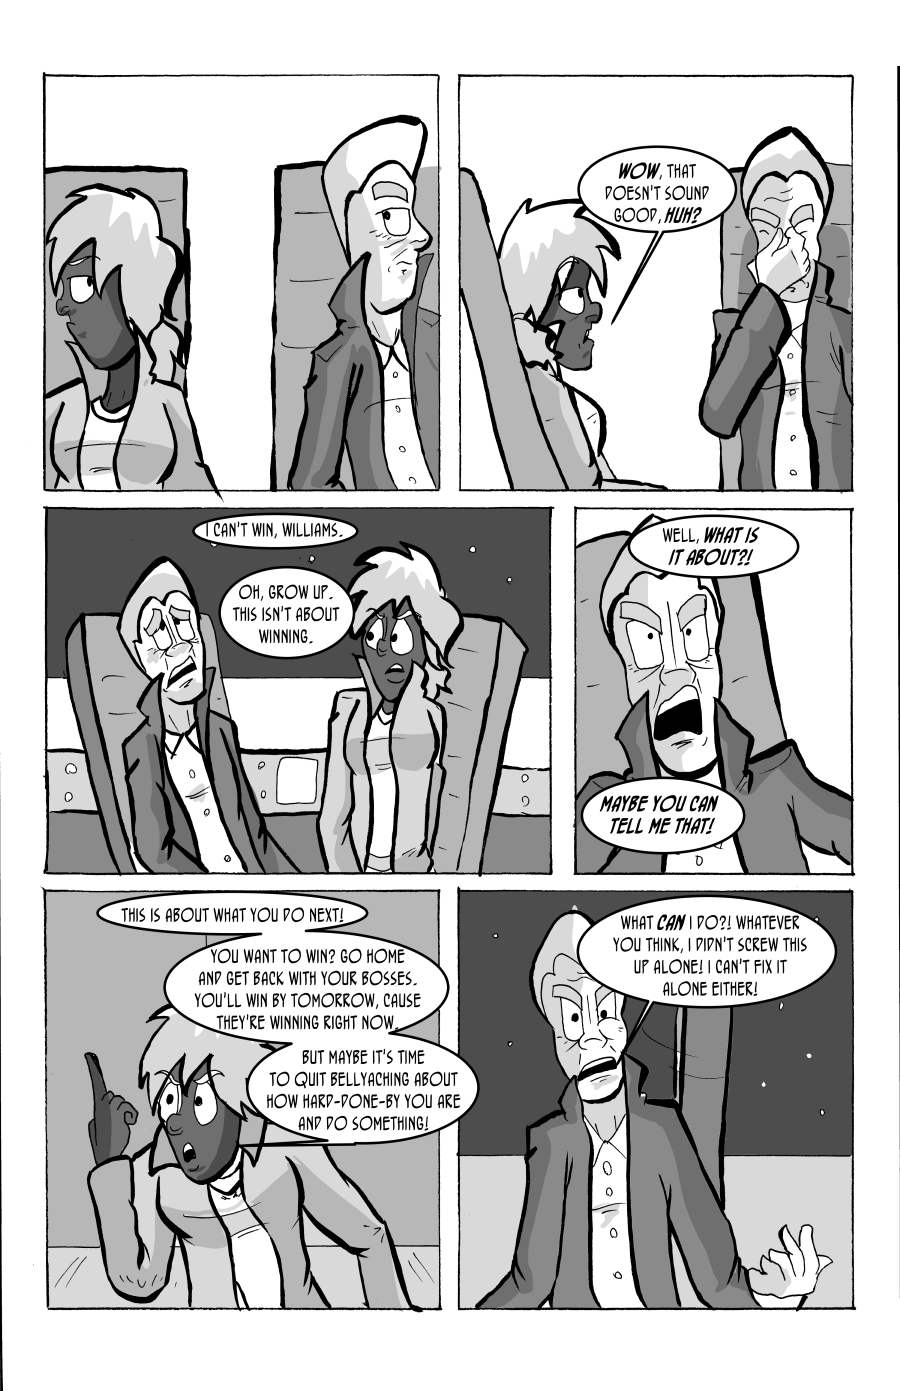 WOW, THAT
DOESN'T SOUND
GOOD, HUH?
I CAN'T WIN, WILLIAMS.
OH, GROW UP.
THIS ISN'T ABOUT
WINNING.
WELL, WHAT IS
IT ABOUT?!
MAYBE YOU CAN
TELL ME THAT!
THIS IS ABOUT WHAT YOU DO NEXT!
YOU WANT TO WIN? GO HOME
AND GET BACK WITH YOUR BOSSES.
YOU'LL WIN BY TOMORROW, CAUSE
THEY'RE WINNING RIGHT NOW.
BUT MAYBE IT'S TIME
TO QUIT BELLYACHING ABOUT
HOW HARD-DONE-BY YOU ARE
AND DO SOMETHING!
WHAT CAN I DO?! WHATEVER
YOU THINK, I DIDN'T SCREW THIS
UP ALONE! I CAN'T FIX IT
ALONE EITHER!